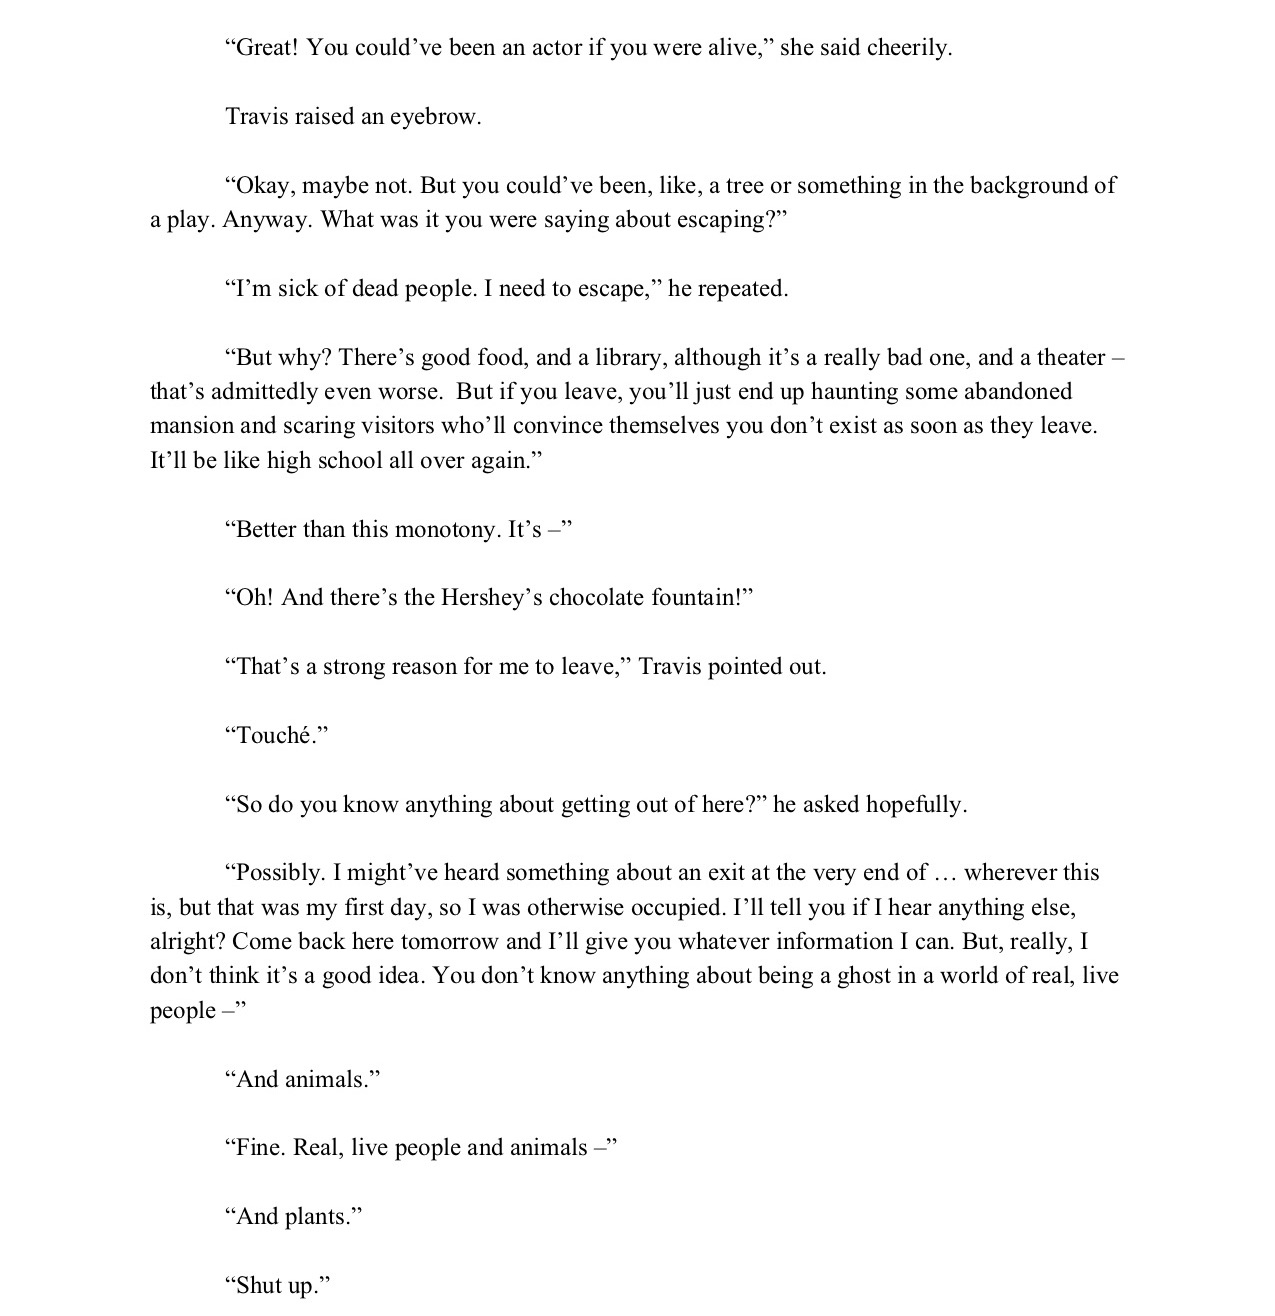 “Great! You could’ve been an actor if you were alive,” she said cheerily.
Travis raised an eyebrow.
“Okay, maybe not. But you could’ve been, like, a tree or something in the background of
a play. Anyway. What was it you were saying about escaping?”
“I’m sick of dead people. I need to escape,” he repeated.
“But why? There’s good food, and a library, although it’s a really bad one, and a theater –
that’s admittedly even worse.  But if you leave, you’ll just end up haunting some abandoned
mansion and scaring visitors who’ll convince themselves you don’t exist as soon as they leave.
It’ll be like high school all over again.”
“Better than this monotony. It’s –”
“Oh! And there’s the Hershey’s chocolate fountain!”
“That’s a strong reason for me to leave,” Travis pointed out.
“Touché.”
“So do you know anything about getting out of here?” he asked hopefully.
“Possibly. I might’ve heard something about an exit at the very end of … wherever this
is, but that was my first day, so I was otherwise occupied. I’ll tell you if I hear anything else,
alright? Come back here tomorrow and I’ll give you whatever information I can. But, really, I
don’t think it’s a good idea. You don’t know anything about being a ghost in a world of real, live
people –”
“And animals.”
“Fine. Real, live people and animals –”
“And plants.”
“Shut up.”